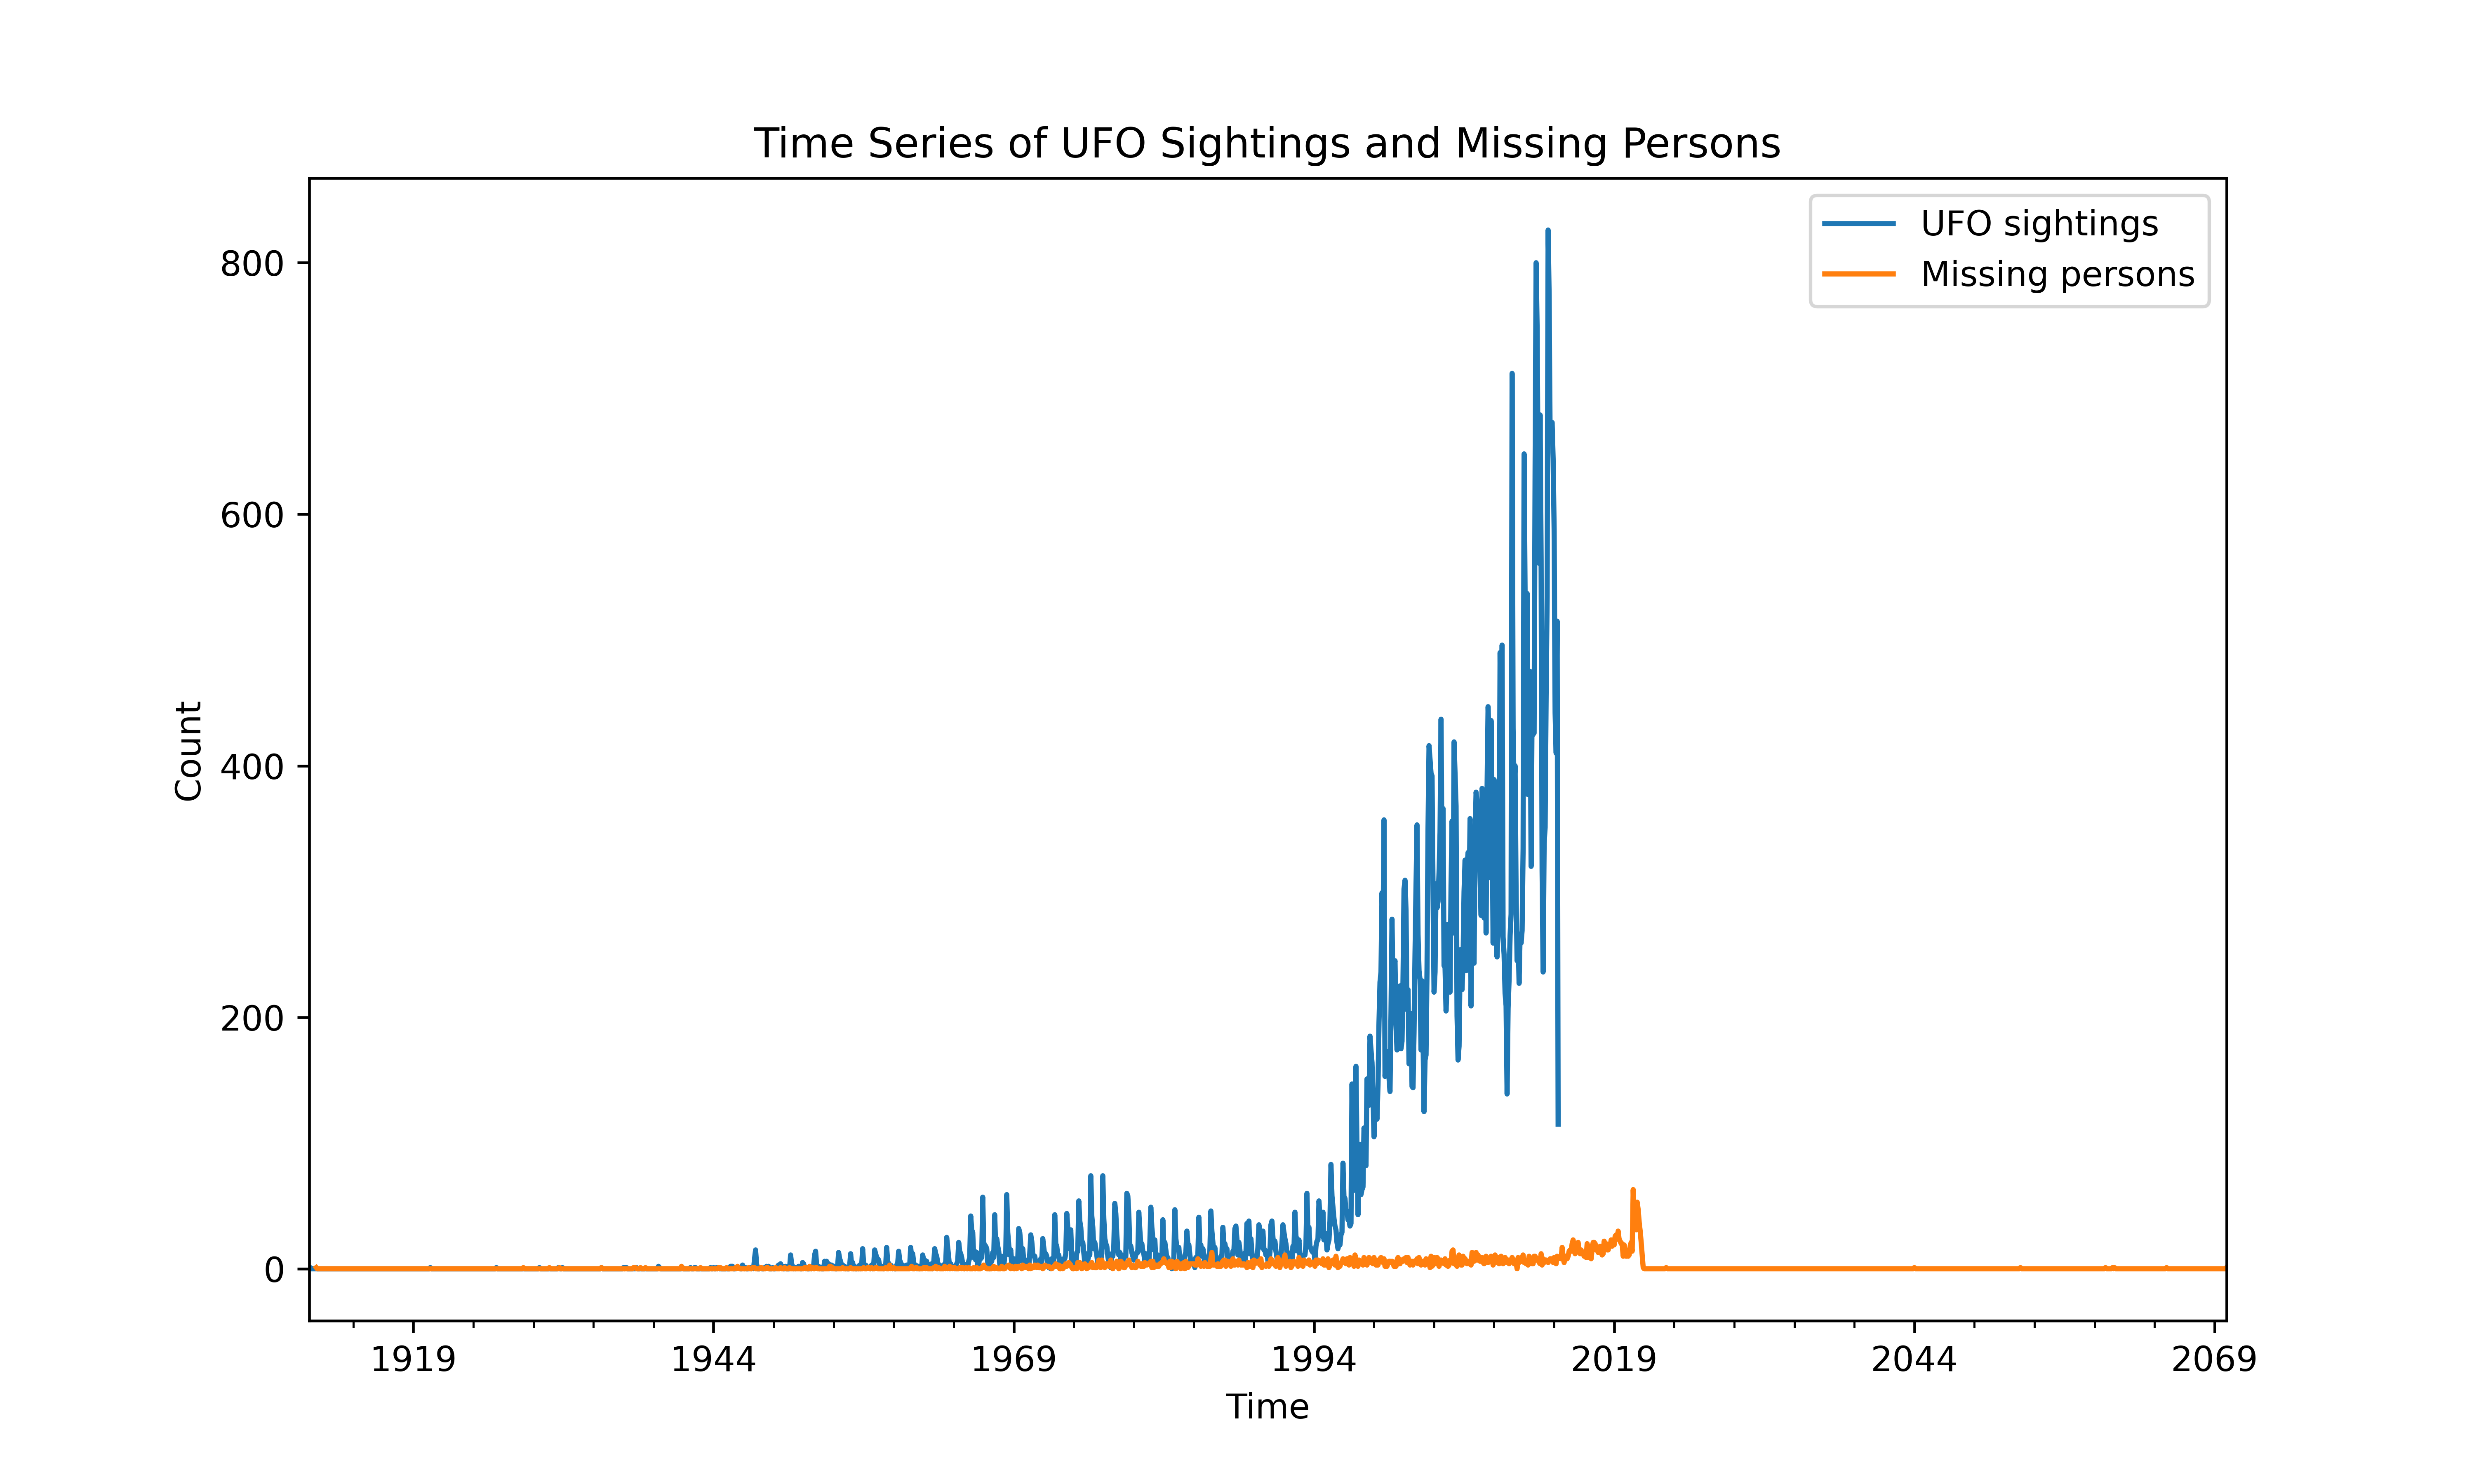 Time Series of UFO Sightings and Missing Persons
UFO sightings
Missing persons
800
600
400
200
0
Count
1919
1944
1969
1994
2019
2044
2069
Time